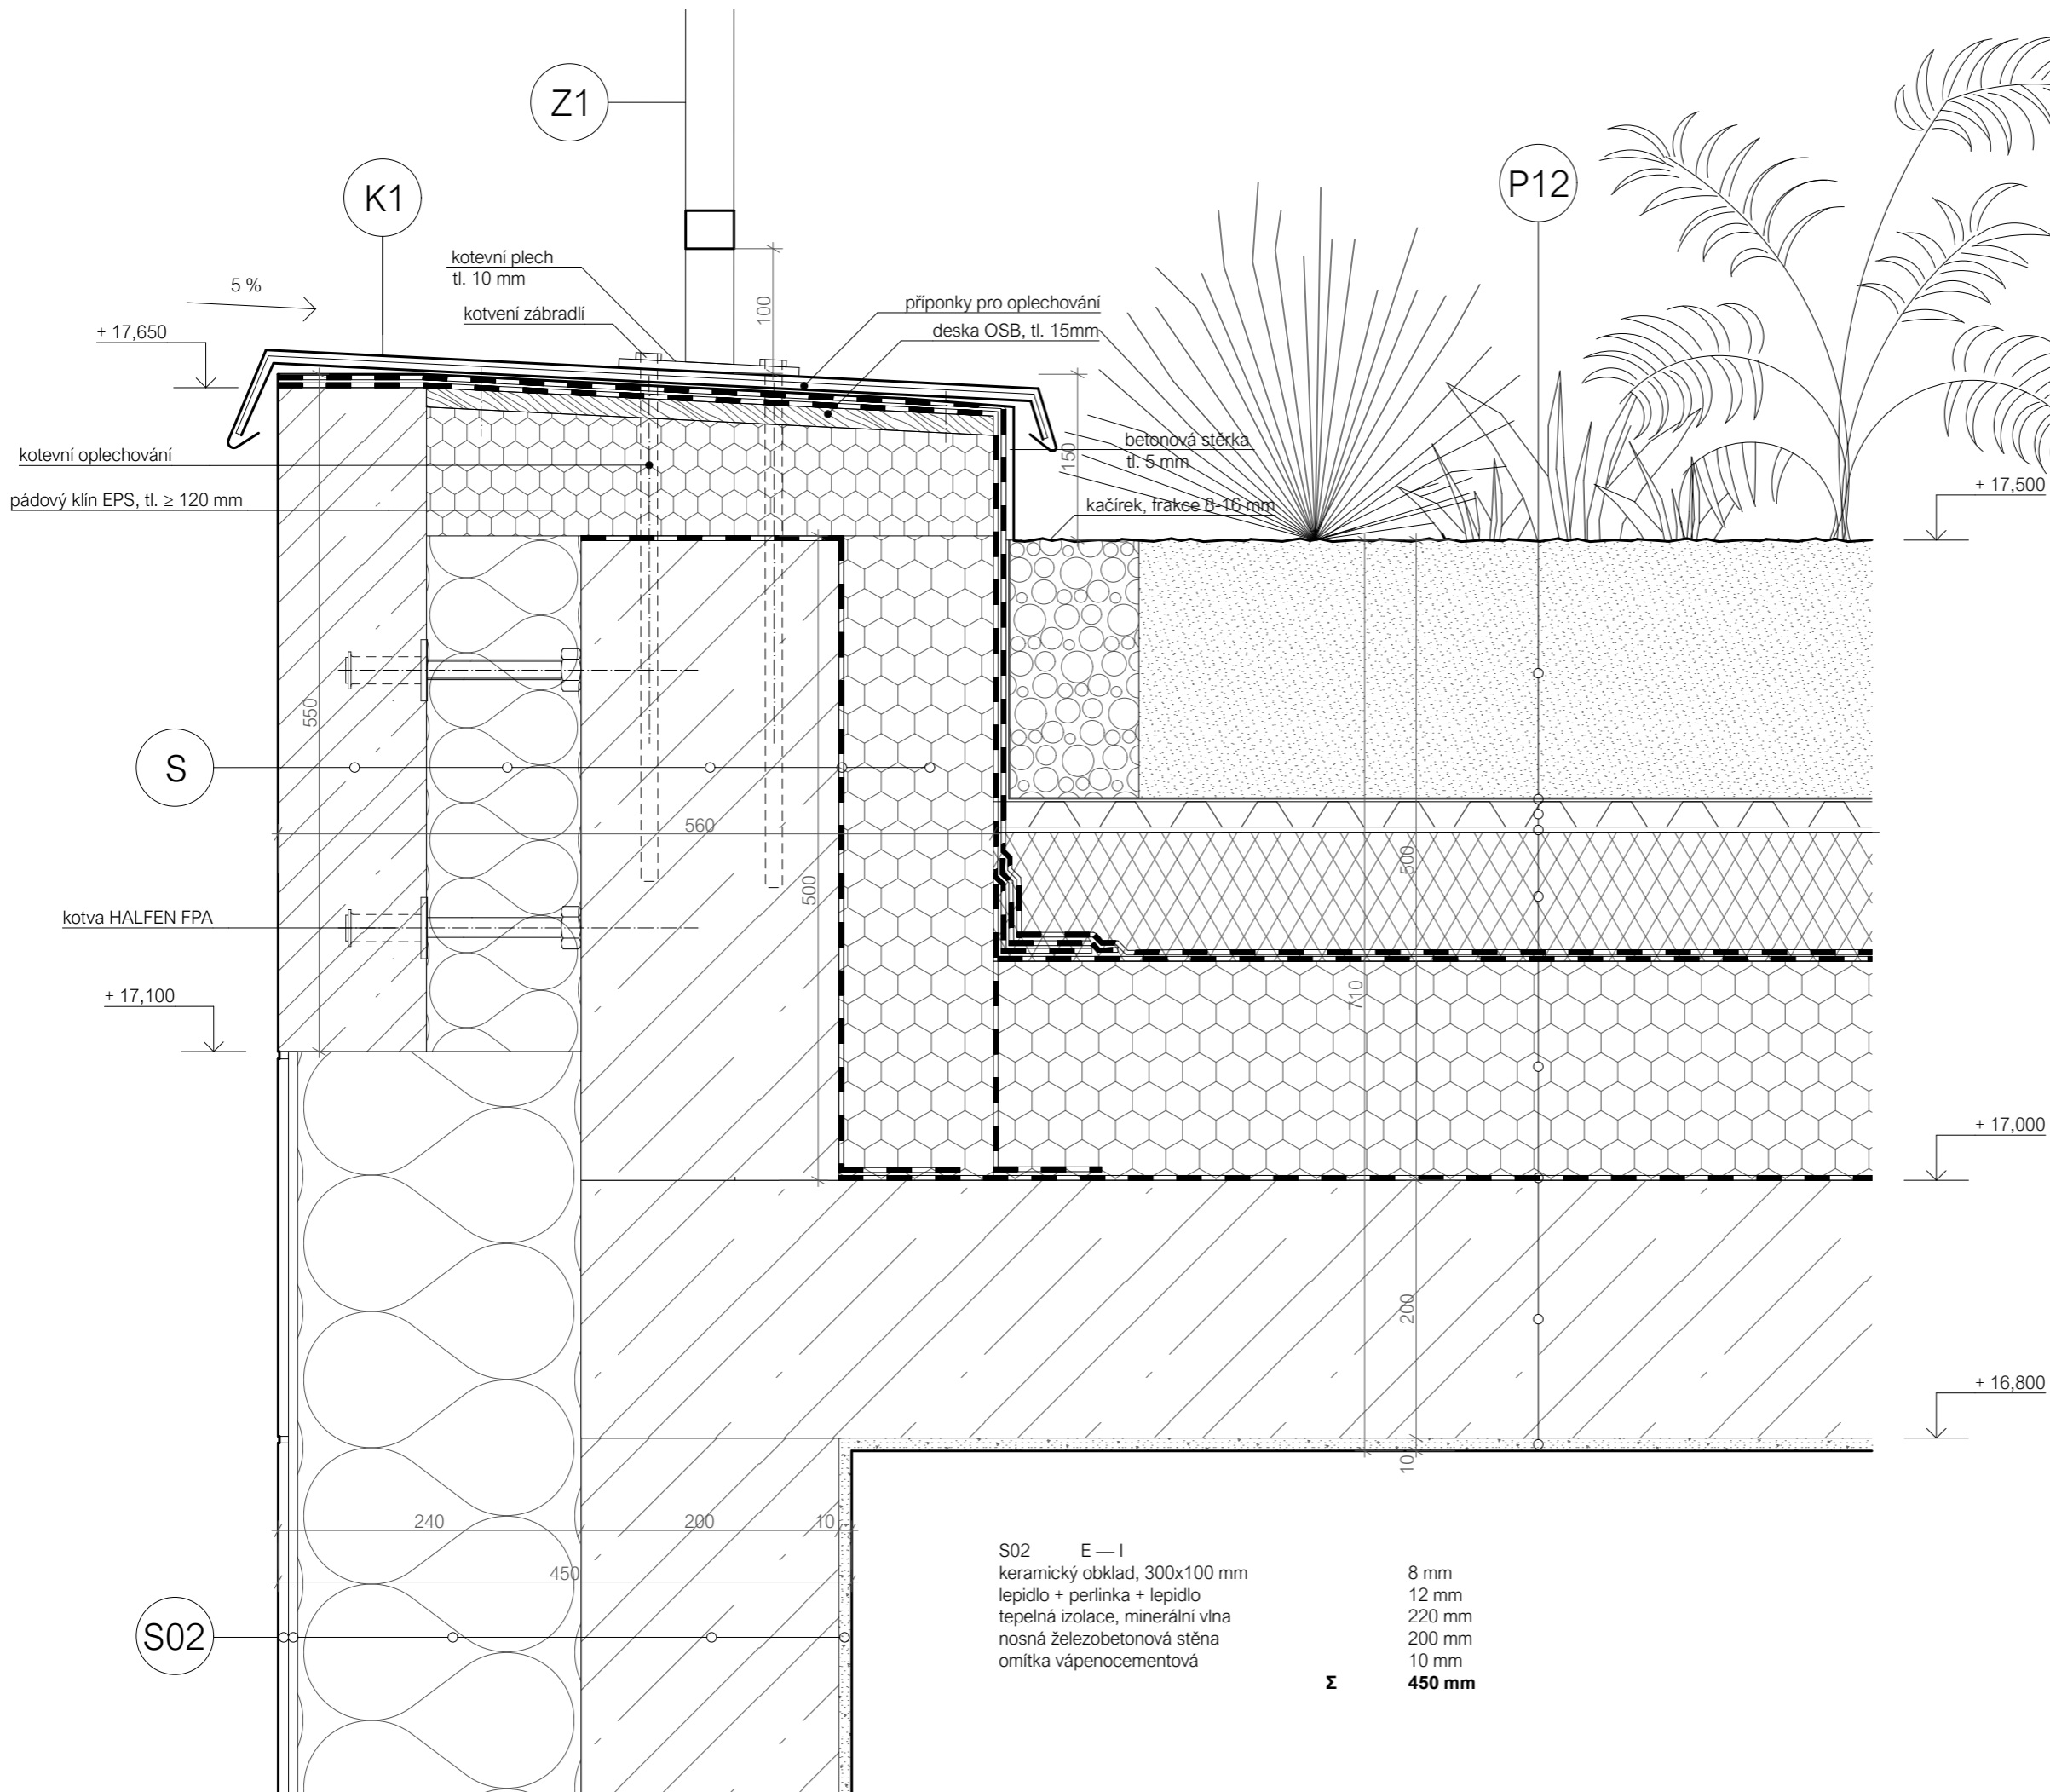 Z1
P12
K1
kotevní plech
tl. 10 mm
5 %
100
příponky pro oplechování
kotvení zábradlí
deska OSB, tl. 15mm
+ 17,650
betonová stěrka
tl. 5 mm
150
kotevní oplechování
+ 17,500
pádový klín EPS, tl. ≥ 120 mm
kačírek, frakce 8-16 mm
550
S
560
500
500
kotva HALFEN FPA
710
+ 17,100
+ 17,000
200
+ 16,800
10
240
200
10
450
S02
S02 E — I
keramický obklad, 300x100 mm 8 mm
lepidlo + perlinka + lepidlo 12 mm
tepelná izolace, minerální vlna 220 mm
nosná železobetonová stěna 200 mm
omítka vápenocementová 10 mm
Σ 450 mm